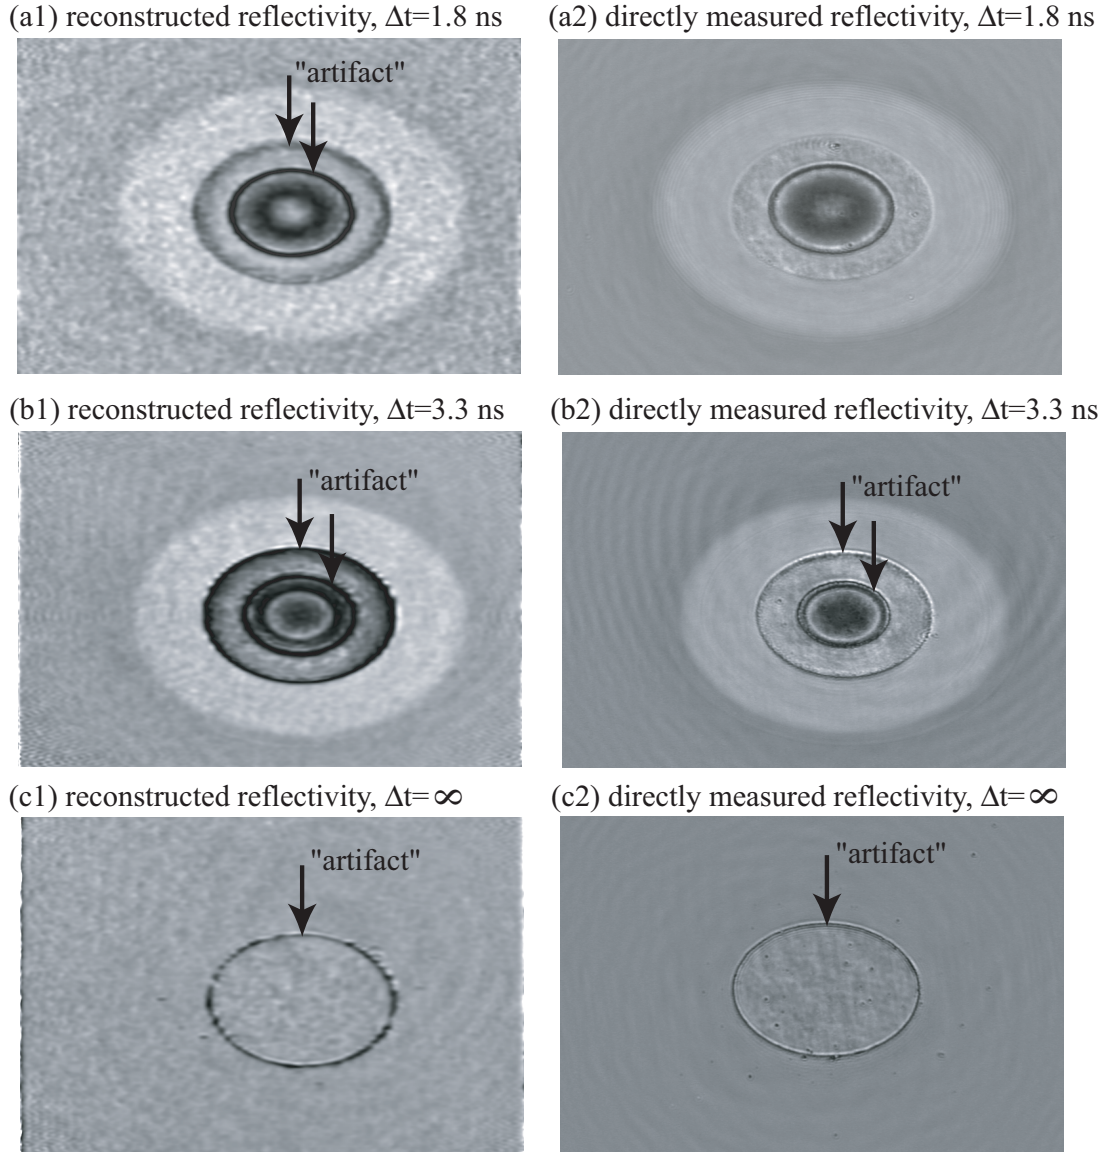 (a1) reconstructed reflectivity, Δt=1.8 ns
(a2) directly measured reflectivity, Δt=1.8 ns
"artifact"
(b1) reconstructed reflectivity, Δt=3.3 ns
(b2) directly measured reflectivity, Δt=3.3 ns
"artifact"
"artifact"
(c1) reconstructed reflectivity, Δt=∞
(c2) directly measured reflectivity, Δt=∞
"artifact"
"artifact"